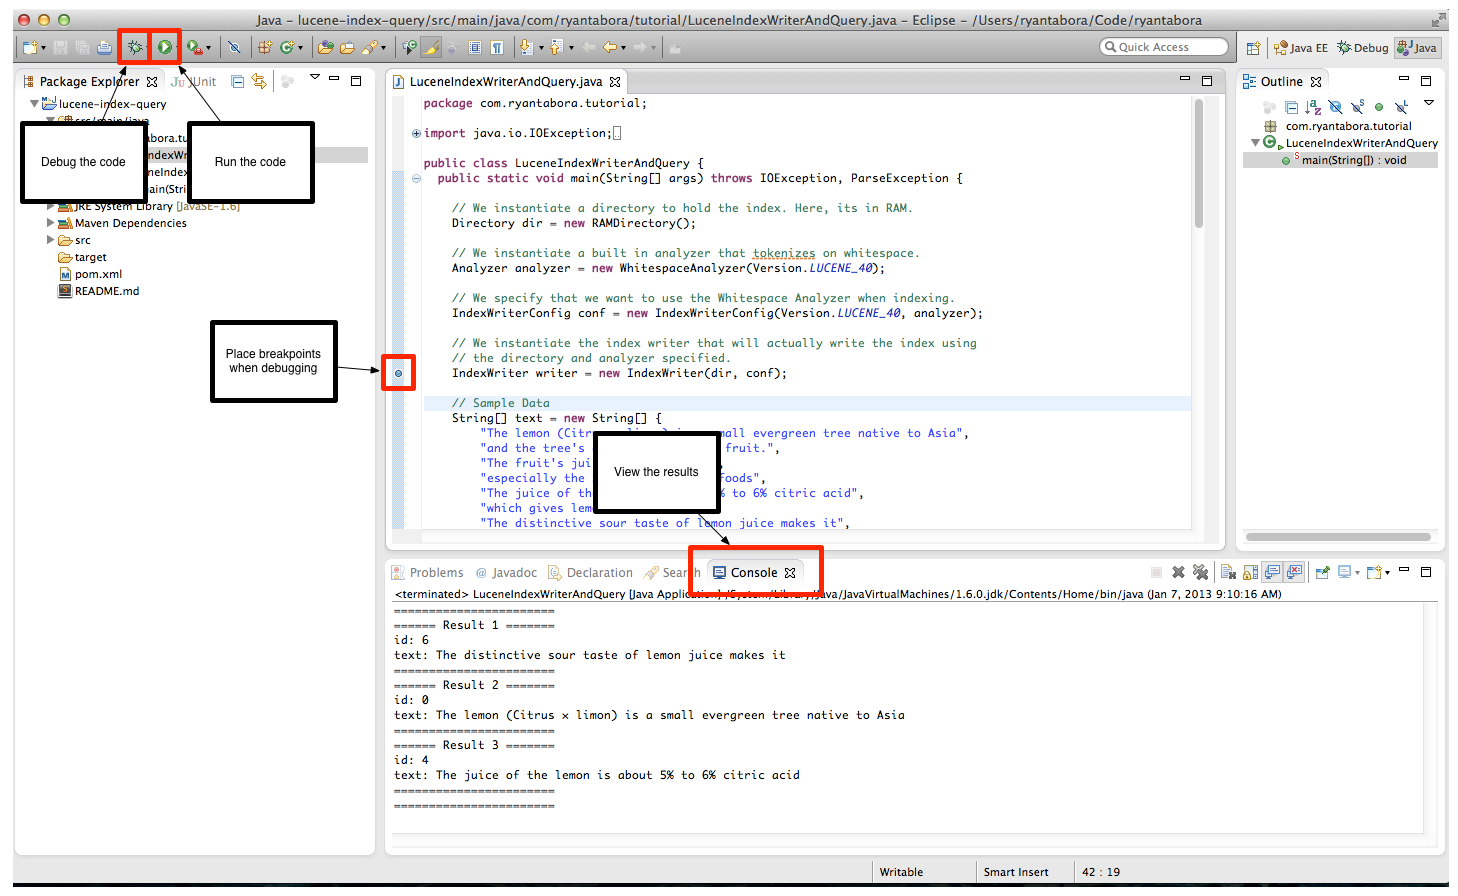 Java – lucene-index-query/src/main/java/com/ryantabora/tutorial/LuceneIndexWriterAndQuery.java – Eclipse – /Users/ryantabora/Code/ryantabora
Quick Access
Java EE
Debug
Java
Package Explorer
JUnit
lucene-index-query
src/main/java
abora.tu
IndexWr
neIndex
ain(Stri
JRE System Library [JavaSE-1.6]
Maven Dependencies
src
target
pom.xml
README.md
Debug the code
Run the code
Place breakpoints
when debugging
LuceneIndexWriterAndQuery.java
package com.ryantabora.tutorial;
import java.io.IOException;
public class LuceneIndexWriterAndQuery {
public static void main(String[] args) throws IOException, ParseException {
// We instantiate a directory to hold the index. Here, its in RAM.
Directory dir = new RAMDirectory();
// We instantiate a built in analyzer that tokenizes on whitespace.
Analyzer analyzer = new WhitespaceAnalyzer(Version.LUCENE_40);
// We specify that we want to use the Whitespace Analyzer when indexing.
IndexWriterConfig conf = new IndexWriterConfig(Version.LUCENE_40, analyzer);
// We instantiate the index writer that will actually write the index using
// the directory and analyzer specified.
IndexWriter writer = new IndexWriter(dir, conf);
// Sample Data
String[] text = new String[] {
"The lemon (Citr mall evergreen tree native to Asia",
"and the tree's fruit.",
"The fruit's jui
"especially the foods",
"The juice of th % to 6% citric acid",
"which gives lem
"The distinctive sour taste of lemon juice makes it",
View the results
Outline
com.ryantabora.tutorial
LuceneIndexWriterAndQuery
main(String[]) : void
Problems
@ Javadoc
Declaration
Search
Console
<terminated> LuceneIndexWriterAndQuery [Java Application] /System/Library/Java/JavaVirtualMachines/1.6.0.jdk/Contents/Home/bin/java (Jan 7, 2013 9:10:16 AM)
=======================
====== Result 1 =======
id: 6
text: The distinctive sour taste of lemon juice makes it
=======================
====== Result 2 =======
id: 0
text: The lemon (Citrus × limon) is a small evergreen tree native to Asia
=======================
====== Result 3 =======
id: 4
text: The juice of the lemon is about 5% to 6% citric acid
=======================
=======================
Writable
Smart Insert
42 : 19